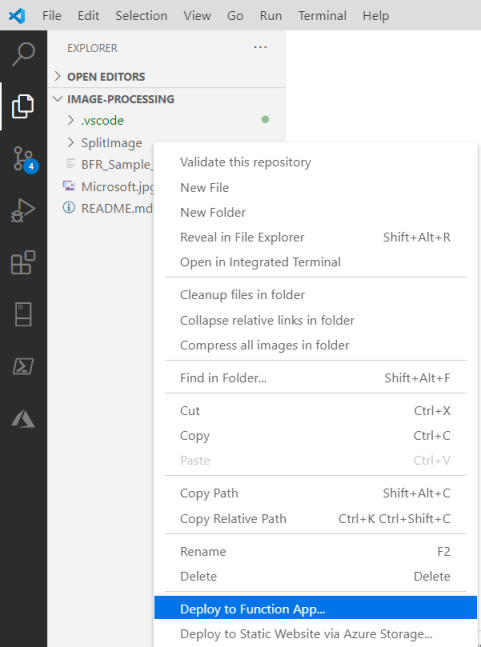 File Edit Selection View Go Run Terminal Help
EXPLORER ...
OPEN EDITORS
IMAGE-PROCESSING
.vscode
SplitImage
BFR_Sample_
Microsoft.jpg
README.md
4
Validate this repository
New File
New Folder
Reveal in File Explorer Shift+Alt+R
Open in Integrated Terminal
Cleanup files in folder
Collapse relative links in folder
Compress all images in folder
Find in Folder... Shift+Alt+F
Cut Ctrl+X
Copy Ctrl+C
Paste Ctrl+V
Copy Path Shift+Alt+C
Copy Relative Path Ctrl+K Ctrl+Shift+C
Rename F2
Delete Delete
Deploy to Function App...
Deploy to Static Website via Azure Storage...